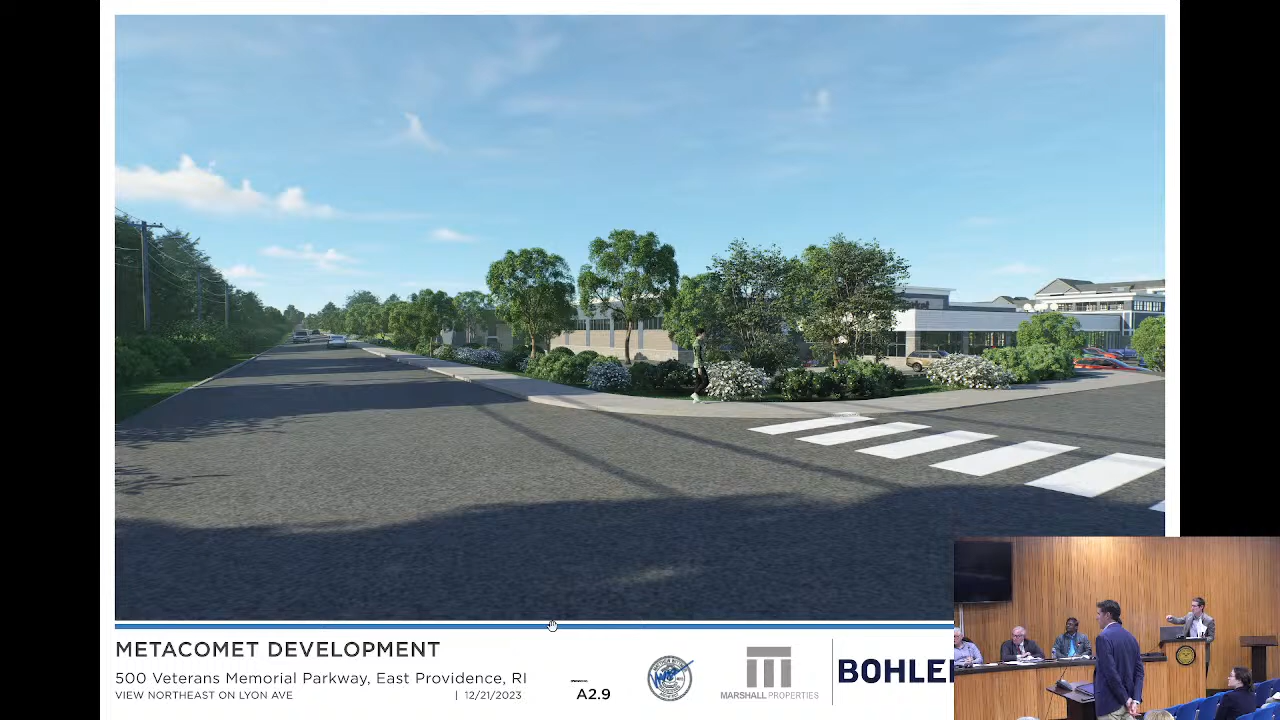 METACOMET DEVELOPMENT
500 Veterans Memorial Parkway, East Providence, RI
VIEW NORTHEAST ON LYON AVE | 12/21/2023
A2.9
MARSHALL PROPERTIES
BOHLE